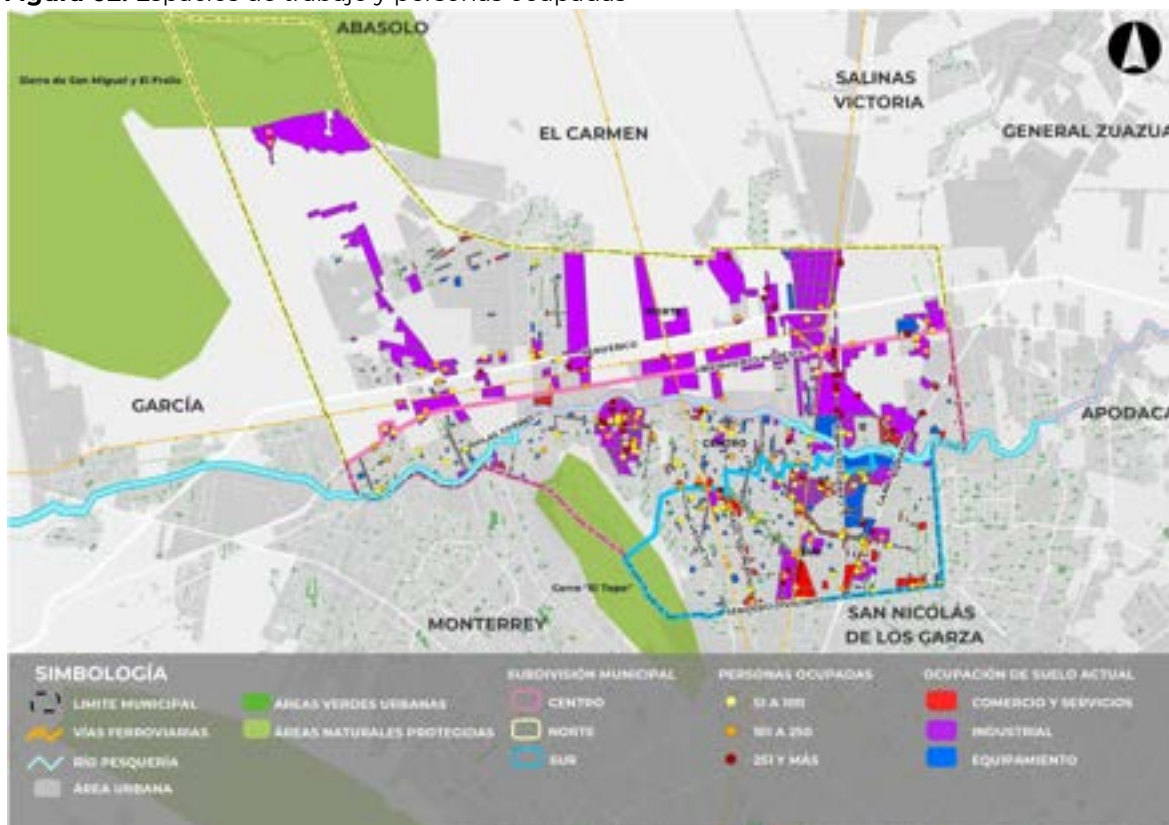 Espacios de trabajo y personas ocupadas
ABASOLO
Sierra de San Miguel y El Fraile
SALINAS
VICTORIA
EL CARMEN
GENERAL ZUAZUA
NORTE
GARCÍA
APODACA
CENTRO
Cerro "El Topo"
MONTERREY
SAN NICOLÁS
DE LOS GARZA
SIMBOLOGÍA
LIMITE MUNICIPAL
VÍAS FERROVIARIAS
RÍO PESQUERÍA
ÁREA URBANA
ÁREAS VERDES URBANAS
ÁREAS NATURALES PROTEGIDAS
SUBDIVISIÓN MUNICIPAL
CENTRO
NORTE
SUR
PERSONAS OCUPADAS
51 A 100
101 A 250
251 Y MÁS
OCUPACIÓN DE SUELO ACTUAL
COMERCIO Y SERVICIOS
INDUSTRIAL
EQUIPAMIENTO